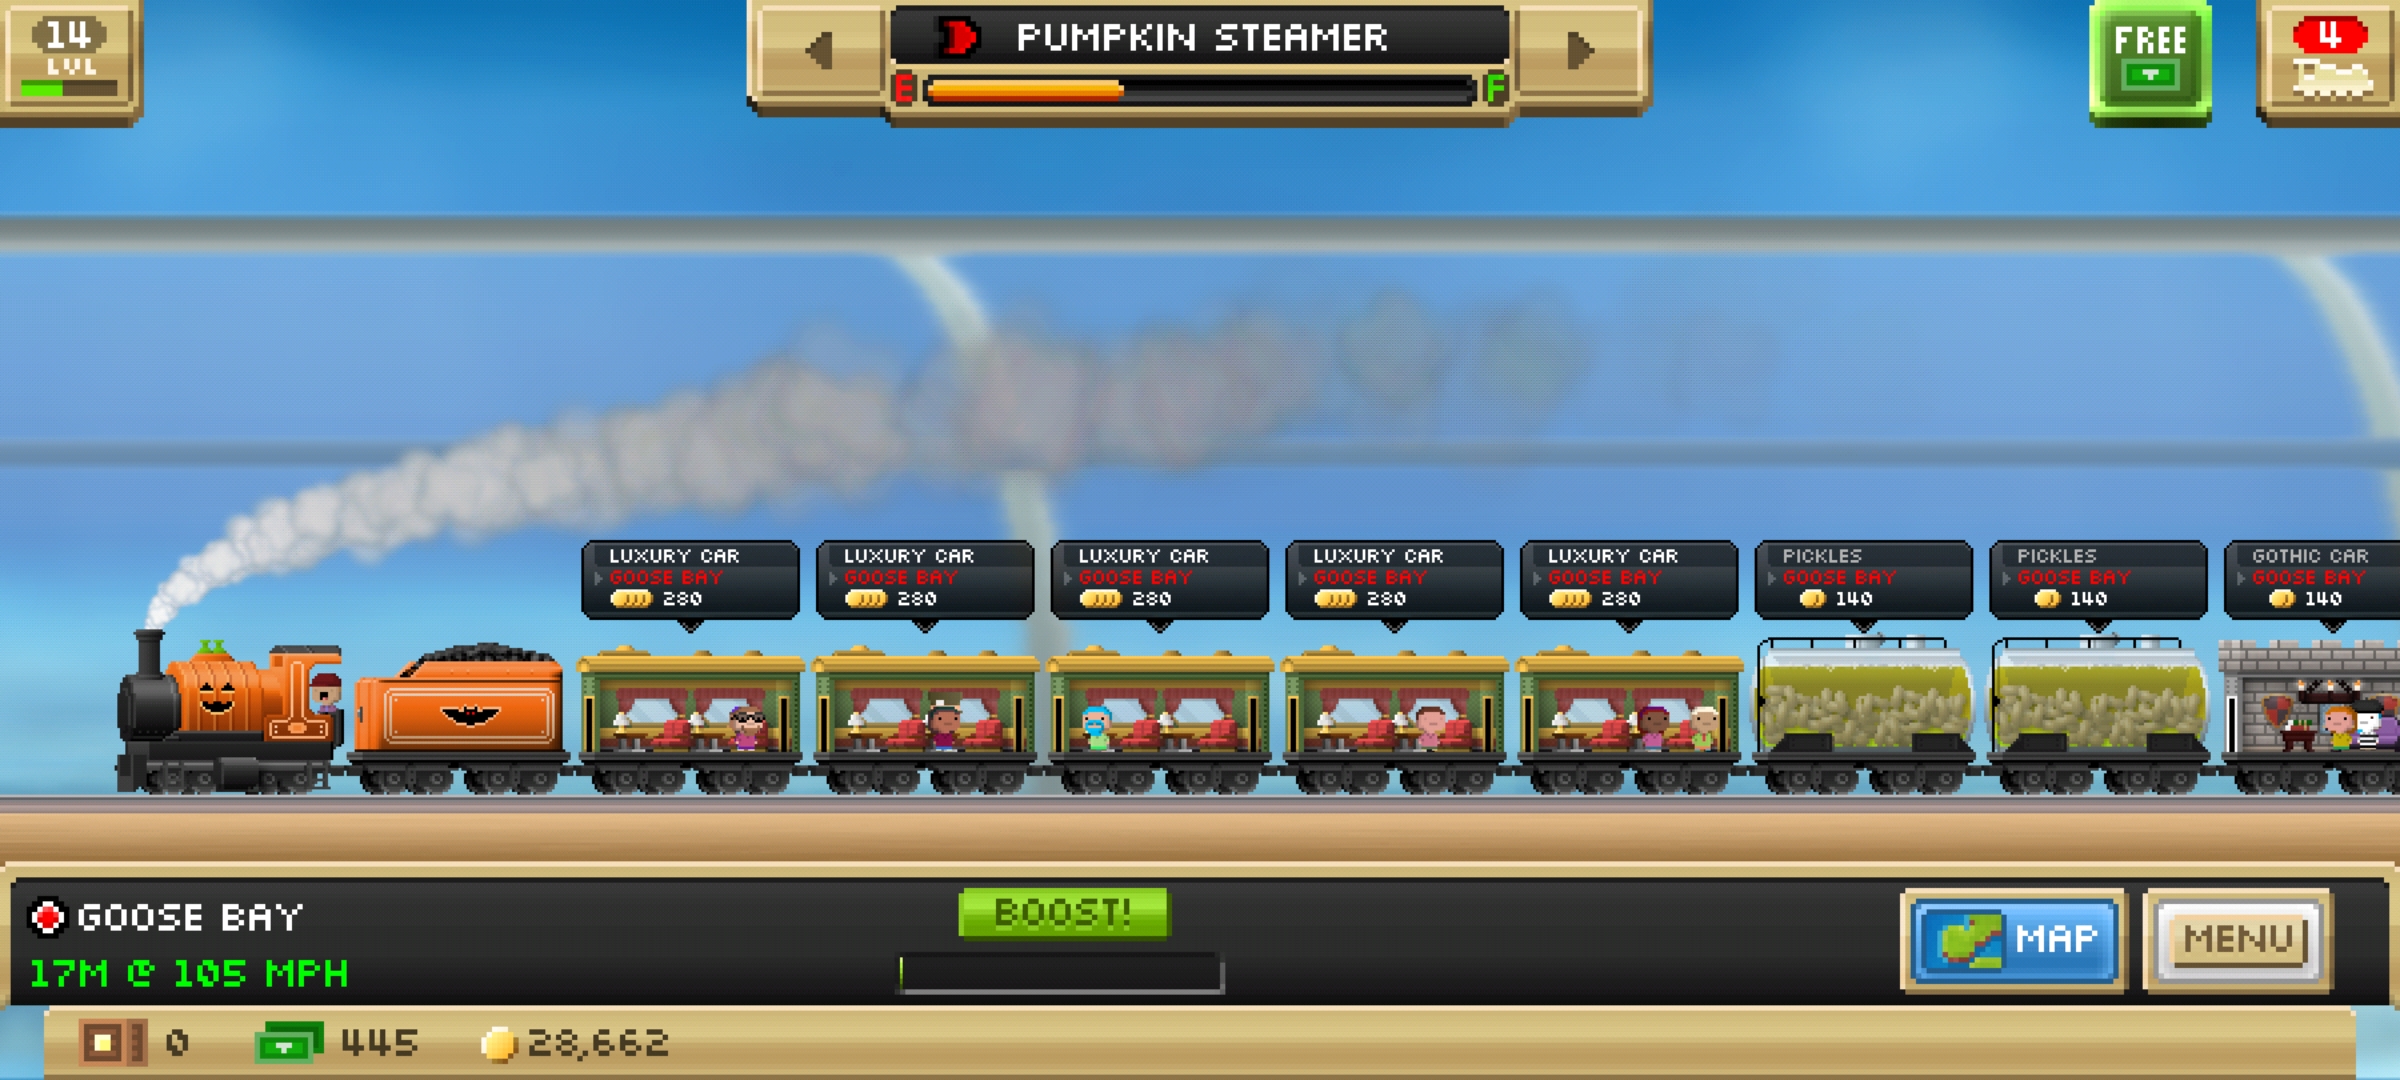 14
LVL
PUMPKIN STEAMER
E F
FREE
4
LUXURY CAR
GOOSE BAY
280
LUXURY CAR
GOOSE BAY
280
LUXURY CAR
GOOSE BAY
280
LUXURY CAR
GOOSE BAY
280
LUXURY CAR
GOOSE BAY
280
PICKLES
GOOSE BAY
140
PICKLES
GOOSE BAY
140
GOTHIC CAR
GOOSE BAY
140
GOOSE BAY
17M @ 105 MPH
BOOST!
MAP
MENU
0 445 28,662